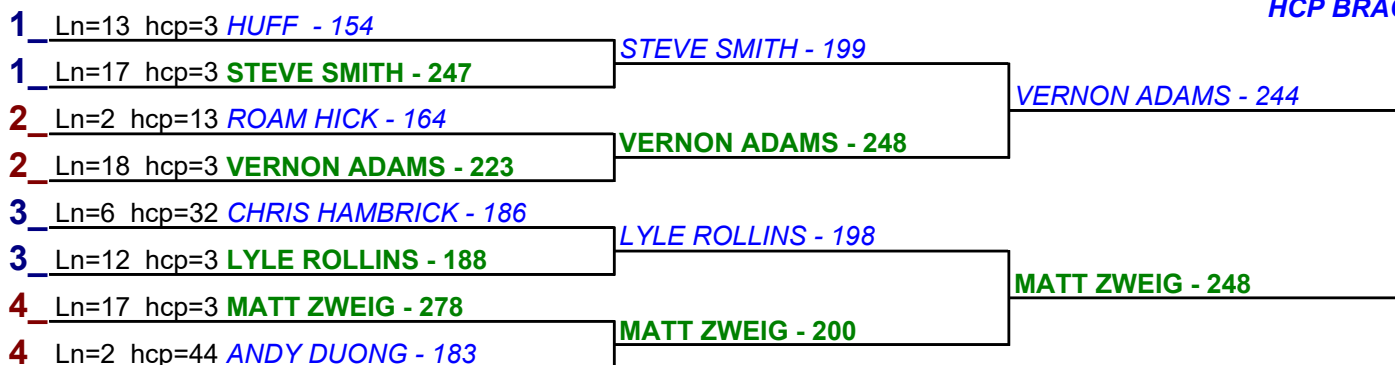 HCP
1_ Ln=13 hcp=3 HUFF - 154
STEVE SMITH - 199
1_ Ln=17 hcp=3 STEVE SMITH - 247
VERNON ADAMS - 244
2_ Ln=2 hcp=13 ROAM HICK - 164
VERNON ADAMS - 248
2_ Ln=18 hcp=3 VERNON ADAMS - 223
3_ Ln=6 hcp=32 CHRIS HAMBRICK - 186
LYLE ROLLINS - 198
3_ Ln=12 hcp=3 LYLE ROLLINS - 188
MATT ZWEIG - 248
4_ Ln=17 hcp=3 MATT ZWEIG - 278
MATT ZWEIG - 200
4 Ln=2 hcp=44 ANDY DUONG - 183